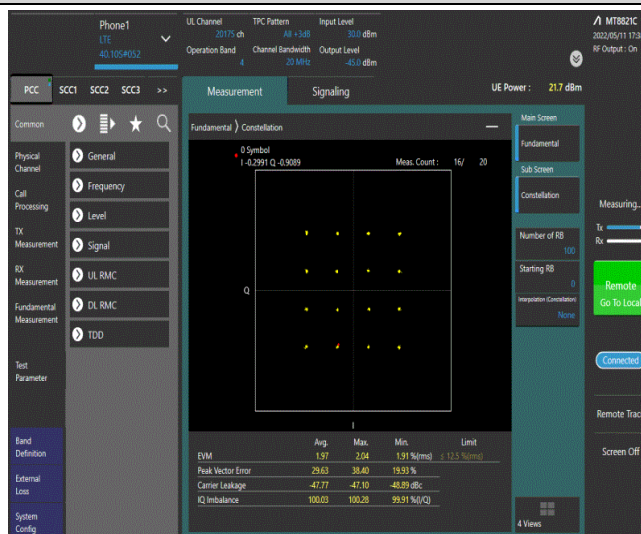 Phone1
LTE
40.10S#052
UL Channel
20175 ch
TPC Pattern
All +3dB
Input Level
30.0 dBm
Operation Band
4
Channel Bandwidth
20 MHz
Output Level
-45.0 dBm
MT8821C
2022/05/11 17:3
RF Output : On
PCC SCC1 SCC2 SCC3 >>
Measurement Signaling UE Power : 21.7 dBm
Common
Physical
Channel
Call
Processing
TX
Measurement
RX
Measurement
Fundamental
Measurement
Test
Parameter
Band
Definition
External
Loss
System
Config
General
Frequency
Level
Signal
UL RMC
DL RMC
TDD
Fundamental Constellation
0 Symbol
I -0.2991 Q -0.9089 Meas. Count : 16/ 20
Q
I
Avg. Max. Min. Limit
EVM 1.97 2.04 1.91 %(rms) ≤ 12.5 %(rms)
Peak Vector Error 29.63 38.40 19.93 %
Carrier Leakage -47.77 -47.10 -48.89 dBc
IQ Imbalance 100.03 100.28 99.91 %(I/Q)
Main Screen
Fundamental
Sub Screen
Constellation
Number of RB
100
Starting RB
0
Interpolation (Constellation)
None
4 Views
Measuring..
Tx
Rx
Remote
Go To Local
Connected
Remote Trac
Screen Off